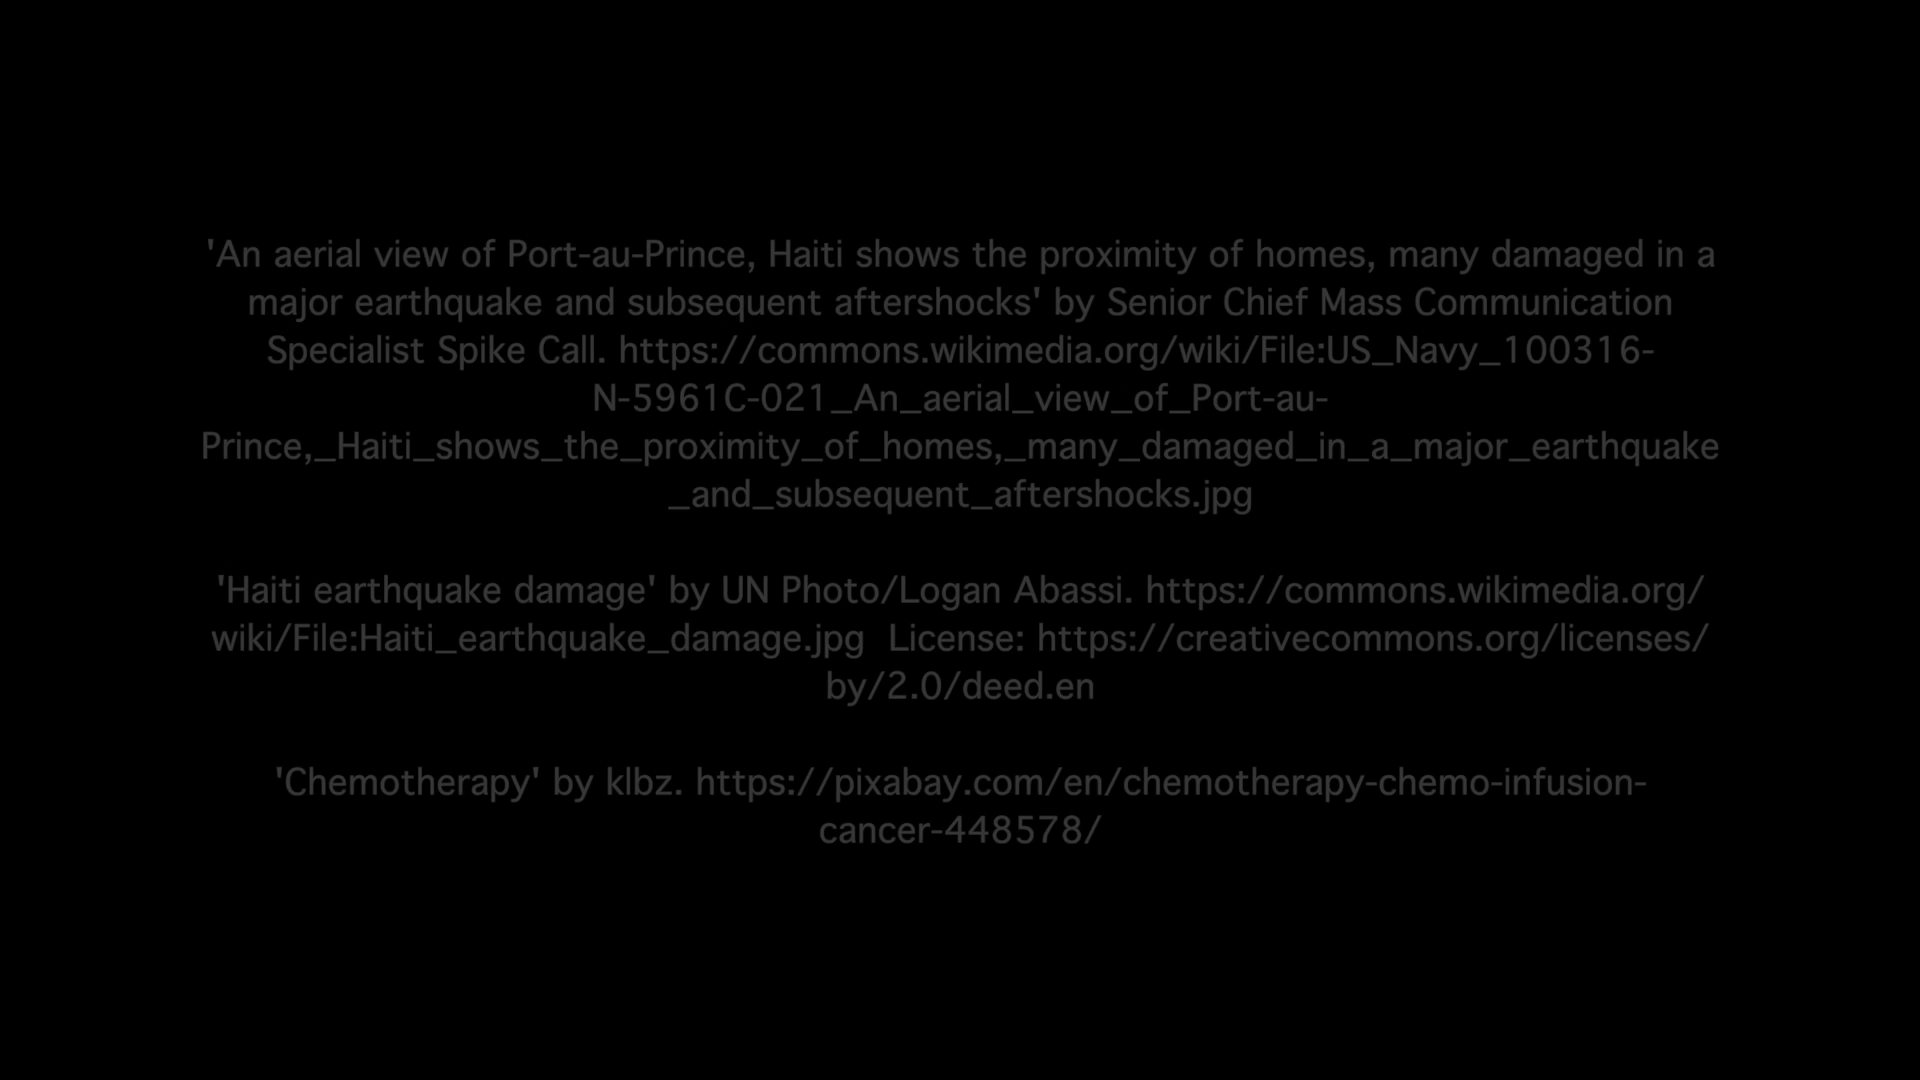 'An aerial view of Port-au-Prince, Haiti shows the proximity of homes, many damaged in a
major earthquake and subsequent aftershocks' by Senior Chief Mass Communication
Specialist Spike Call. https://commons.wikimedia.org/wiki/File:US_Navy_100316-
N-5961C-021_An_aerial_view_of_Port-au-
Prince,_Haiti_shows_the_proximity_of_homes,_many_damaged_in_a_major_earthquake
_and_subsequent_aftershocks.jpg
'Haiti earthquake damage' by UN Photo/Logan Abassi. https://commons.wikimedia.org/
wiki/File:Haiti_earthquake_damage.jpg  License: https://creativecommons.org/licenses/
by/2.0/deed.en
'Chemotherapy' by klbz. https://pixabay.com/en/chemotherapy-chemo-infusion-
cancer-448578/